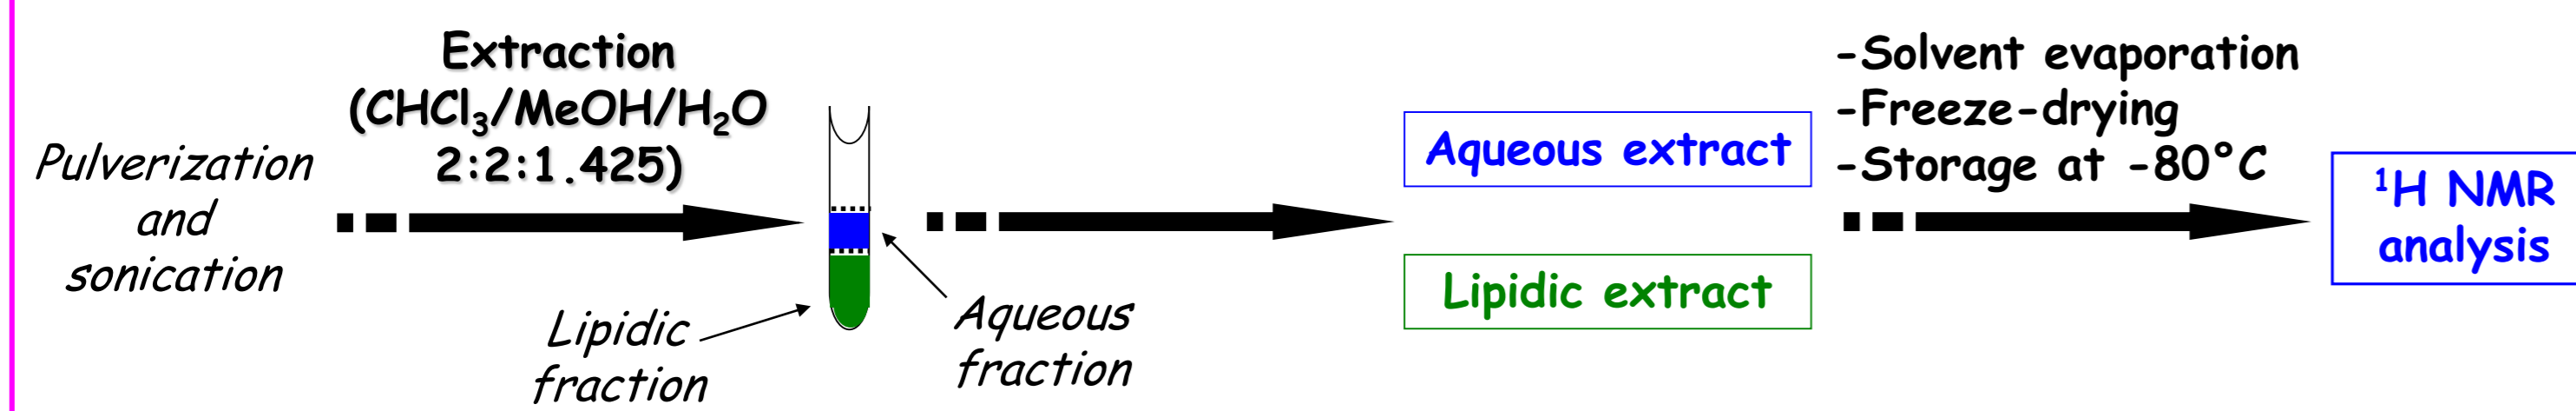 Pulverization
and
sonication
Extraction
(CHCl₃/MeOH/H₂O
2:2:1.425)
Lipidic
fraction
Aqueous
fraction
Aqueous extract
Lipidic extract
-Solvent evaporation
-Freeze-drying
-Storage at -80°C
¹H NMR
analysis